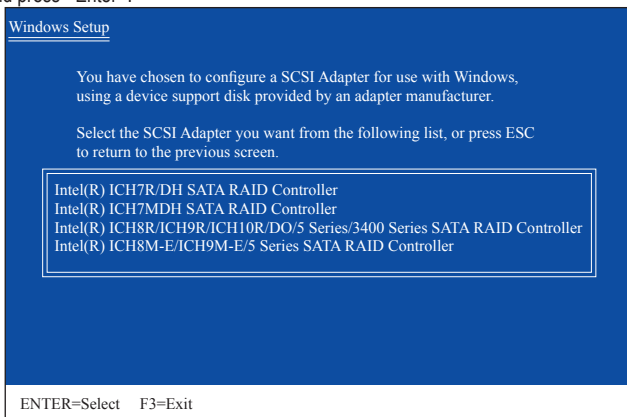 d press "Enter".
Windows Setup
You have chosen to configure a SCSI Adapter for use with Windows,
using a device support disk provided by an adapter manufacturer.
Select the SCSI Adapter you want from the following list, or press ESC
to return to the previous screen.
Intel(R) ICH7R/DH SATA RAID Controller
Intel(R) ICH7MDH SATA RAID Controller
Intel(R) ICH8R/ICH9R/ICH10R/DO/5 Series/3400 Series SATA RAID Controller
Intel(R) ICH8M-E/ICH9M-E/5 Series SATA RAID Controller
ENTER=Select F3=Exit